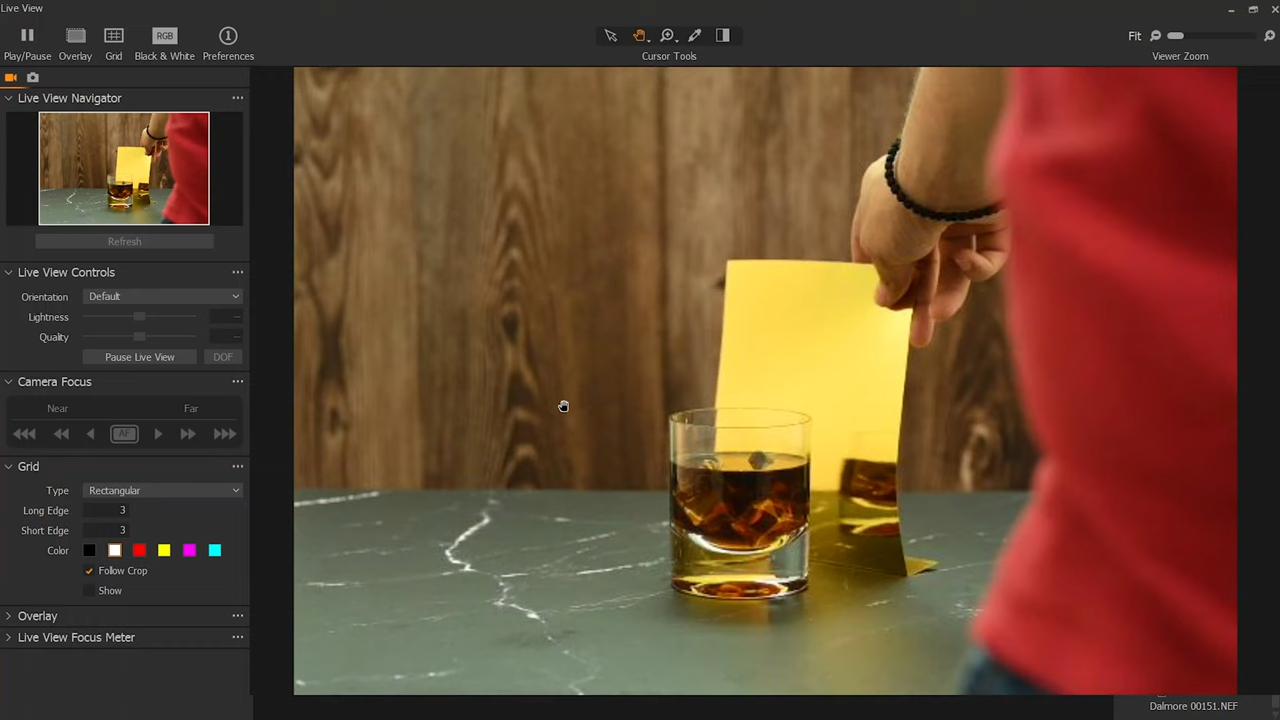 Live View
Play/Pause
Overlay
Grid
RGB
Black & White
Preferences
Cursor Tools
Fit
Viewer Zoom
Live View Navigator
Refresh
Live View Controls
Orientation
Default
Lightness
--
Quality
--
Pause Live View
DOF
Camera Focus
Near
Far
AF
Grid
Type
Rectangular
Long Edge
3
Short Edge
3
Color
Follow Crop
Show
Overlay
Live View Focus Meter
Dalmore 00151.NEF